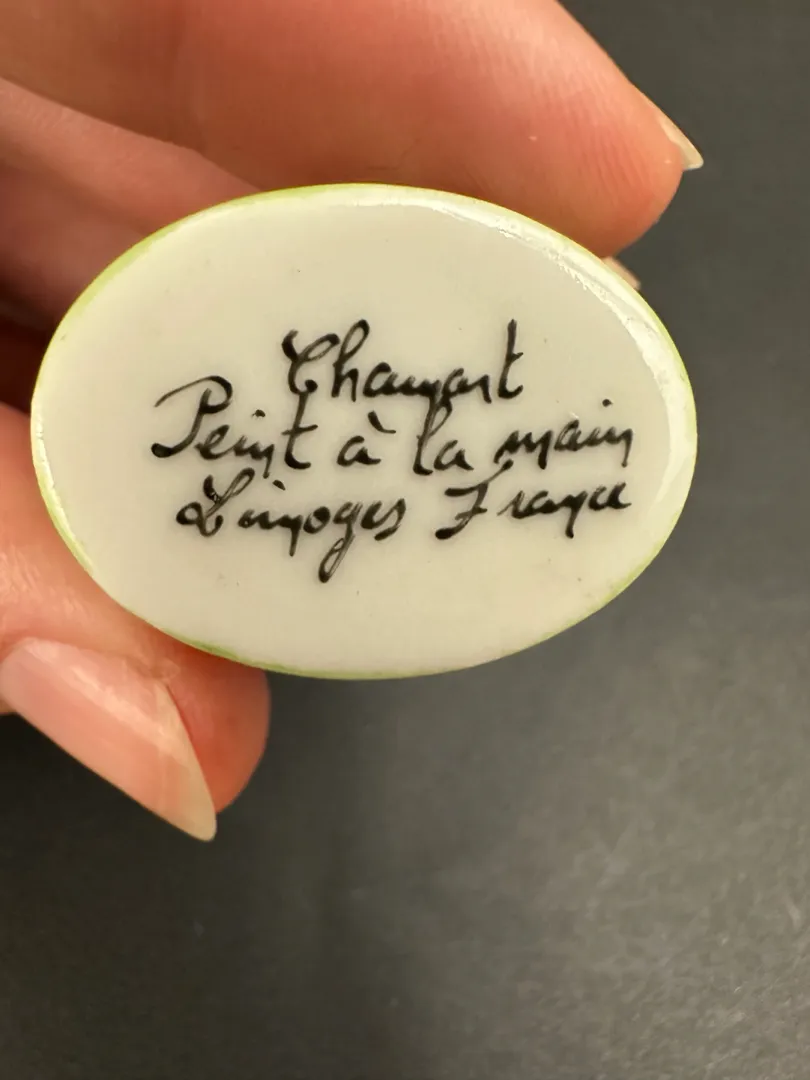 Chamart
Peint à la main
Limoges France